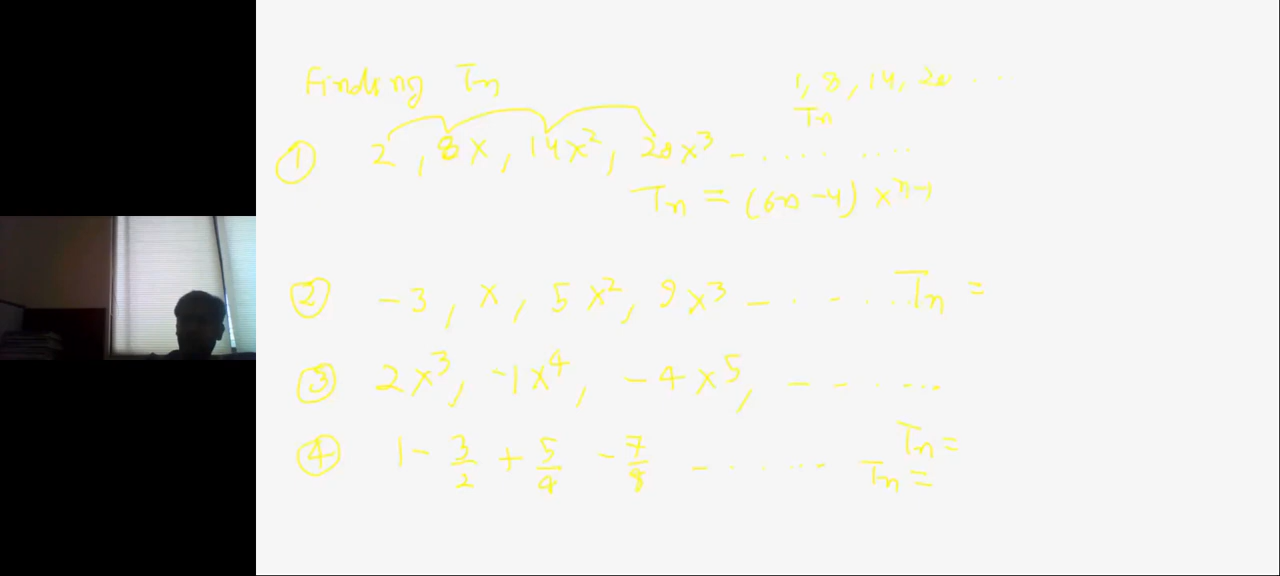 Finding Tn
1, 8, 14, 20 ...
Tn
① 2, 8x, 14x², 20x³ - ........
Tn = (6n - 4) xⁿ⁻¹
② -3, x, 5x², 9x³ - ...... Tn =
③ 2x³, -1x⁴, -4x⁵, - - .....
Tn =
④ 1 - 3/2 + 5/4 - 7/8 - ...... Tn =